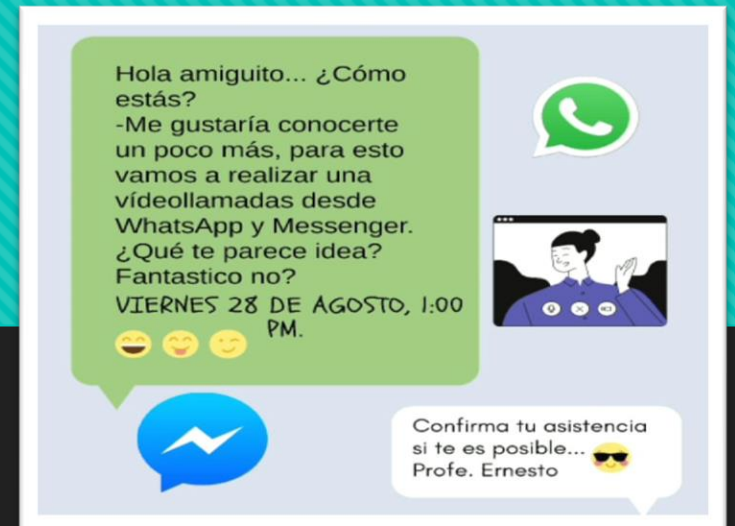 Hola amiguito... ¿Cómo
estás?
-Me gustaría conocerte
un poco más, para esto
vamos a realizar una
vídeollamadas desde
WhatsApp y Messenger.
¿Qué te parece idea?
Fantastico no?
VIERNES 28 DE AGOSTO, 1:00
PM.
Confirma tu asistencia
si te es posible...
Profe. Ernesto